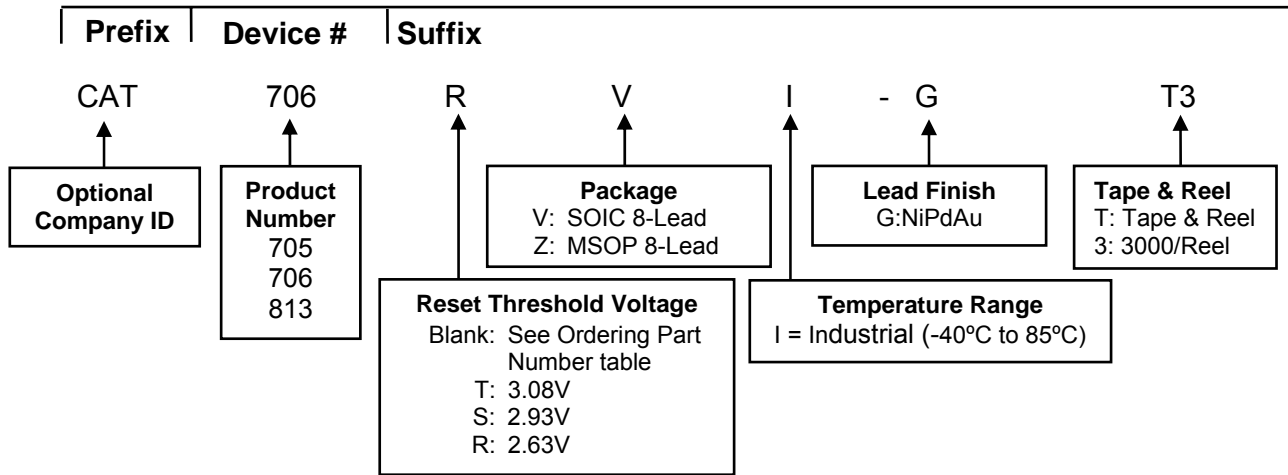 Prefix Device # Suffix
CAT 706 R V I - G T3
Optional
Company ID
Product
Number
705
706
813
Package
V: SOIC 8-Lead
Z: MSOP 8-Lead
Lead Finish
G:NiPdAu
Tape & Reel
T: Tape & Reel
3: 3000/Reel
Reset Threshold Voltage
Blank: See Ordering Part
Number table
T: 3.08V
S: 2.93V
R: 2.63V
Temperature Range
I = Industrial (-40ºC to 85ºC)